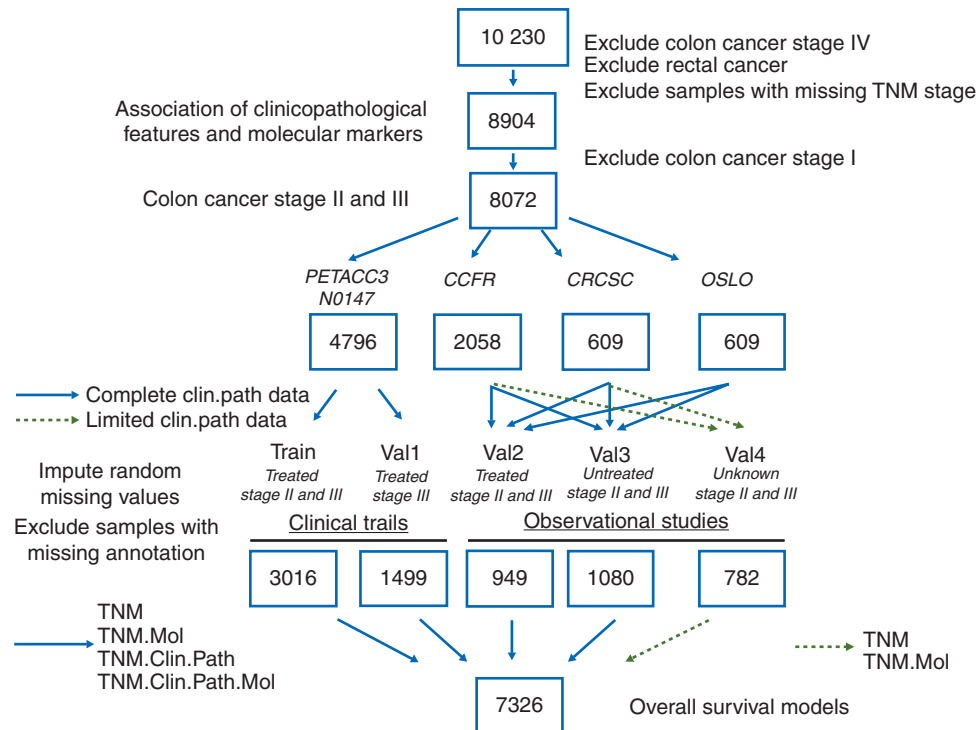 10 230
Exclude colon cancer stage IV
Exclude rectal cancer
Exclude samples with missing TNM stage
Association of clinicopathological
features and molecular markers
8904
Exclude colon cancer stage I
Colon cancer stage II and III
8072
PETACC3
N0147
CCFR
CRCSC
OSLO
4796
2058
609
609
Complete clin.path data
Limited clin.path data
Impute random
missing values
Train
Treated
stage II and III
Val1
Treated
stage III
Val2
Treated
stage II and III
Val3
Untreated
stage II and III
Val4
Unknown
stage II and III
Exclude samples with
missing annotation
Clinical trails
Observational studies
3016
1499
949
1080
782
TNM
TNM.Mol
TNM.Clin.Path
TNM.Clin.Path.Mol
TNM
TNM.Mol
7326
Overall survival models